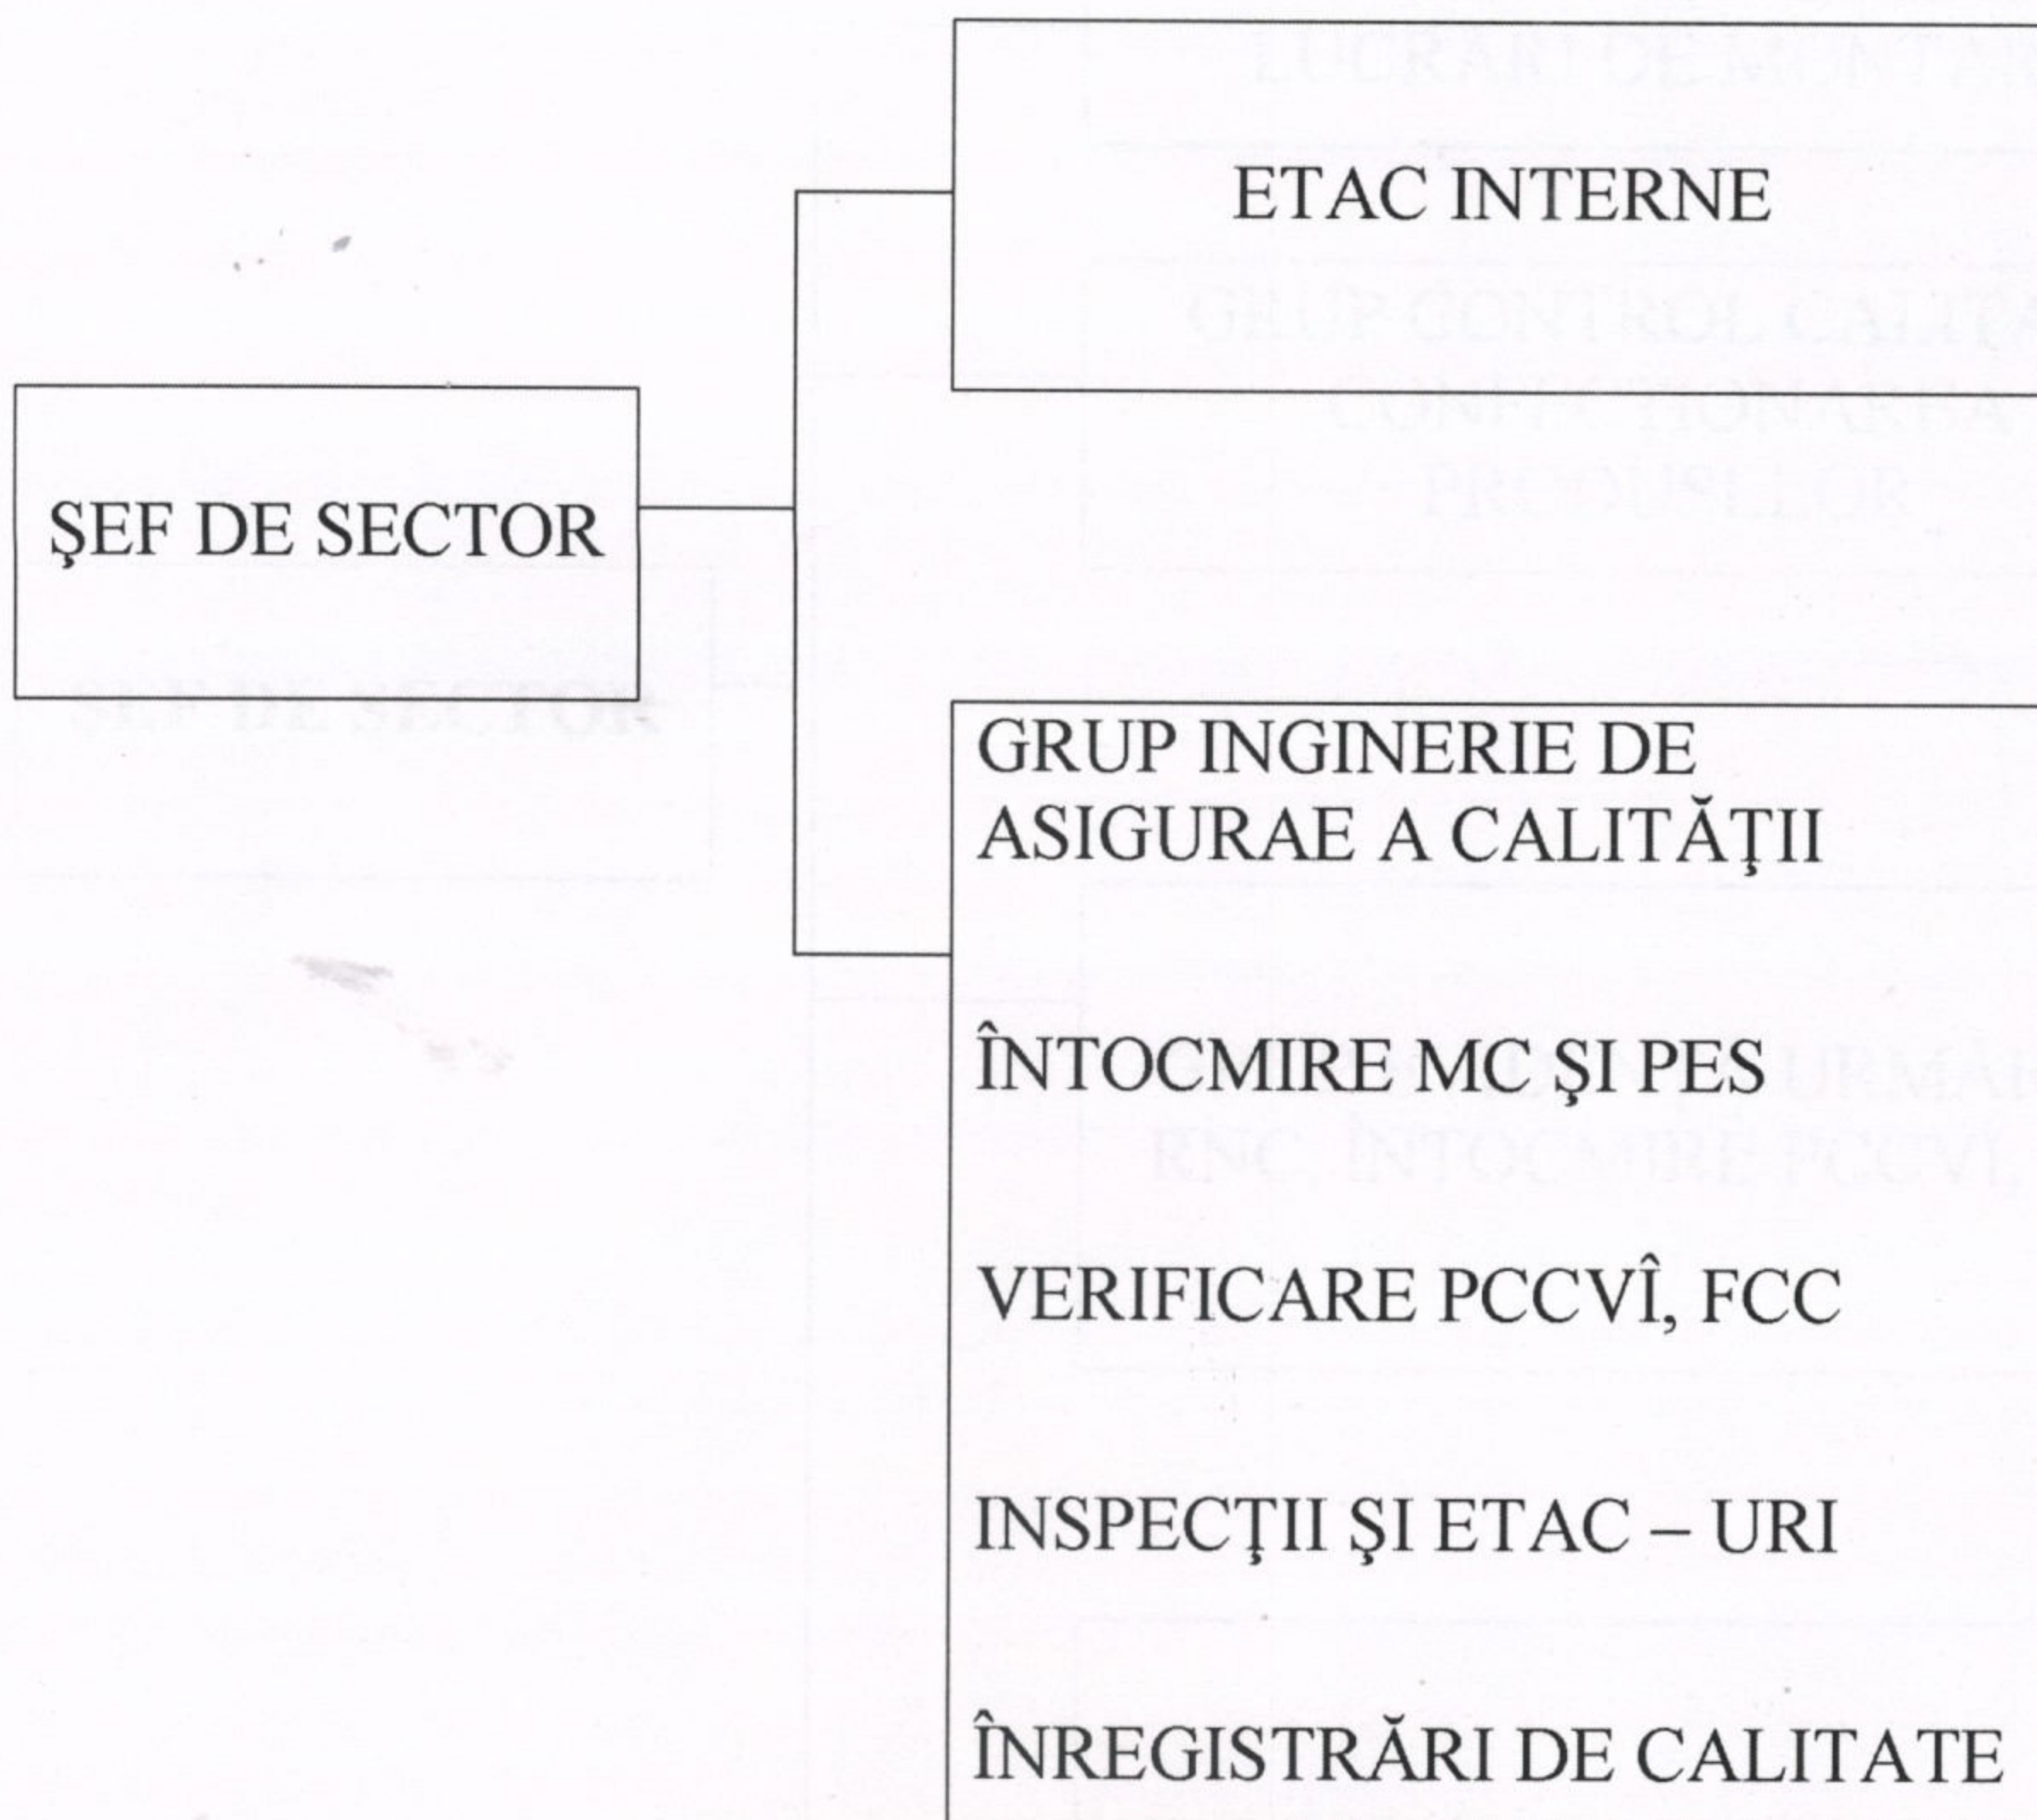 ETAC INTERNE
ŞEF DE SECTOR
GRUP INGINERIE DE
ASIGURAE A CALITĂŢII
ÎNTOCMIRE MC ŞI PES
VERIFICARE PCCVÎ, FCC
INSPECŢII ŞI ETAC – URI
ÎNREGISTRĂRI DE CALITATE